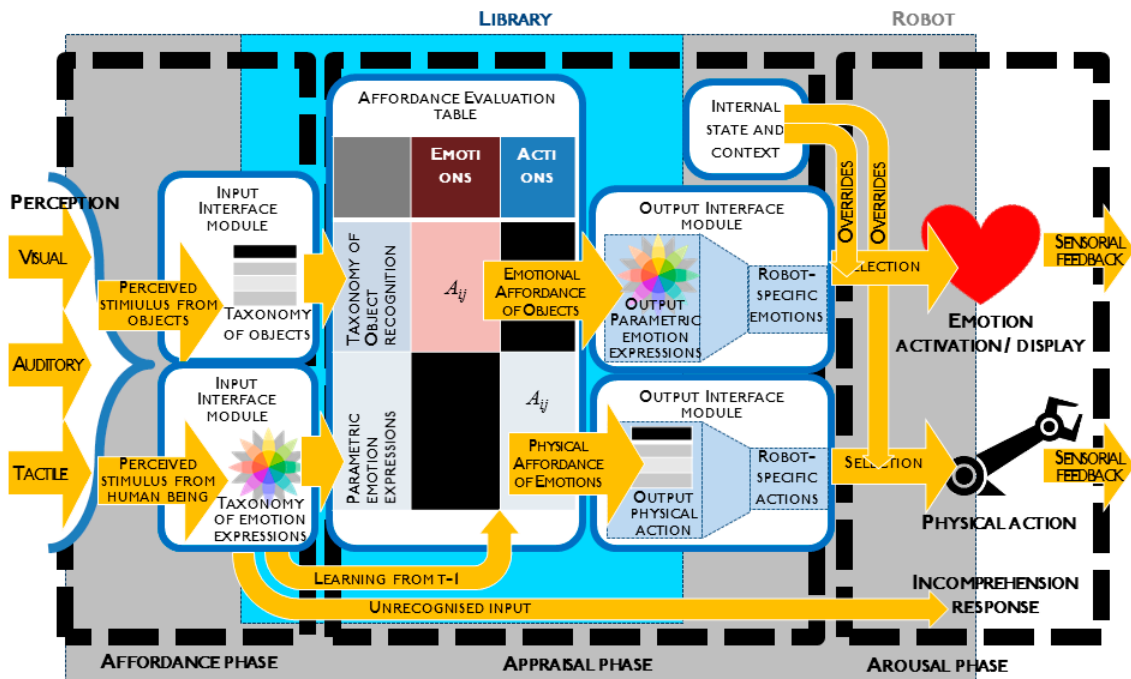 LIBRARY
ROBOT
PERCEPTION
VISUAL
AUDITORY
TACTILE
PERCEIVED
STIMULUS FROM
OBJECTS
PERCEIVED
STIMULUS FROM
HUMAN BEING
INPUT
INTERFACE
MODULE
TAXONOMY
OF OBJECTS
INPUT
INTERFACE
MODULE
TAXONOMY
OF EMOTION
EXPRESSIONS
AFFORDANCE EVALUATION
TABLE
EMOTI
ONS
ACTI
ONS
TAXONOMY OF
OBJECT
RECOGNITION
A_ij
PARAMETRIC
EMOTION
EXPRESSIONS
A_ij
EMOTIONAL
AFFORDANCE
OF OBJECTS
PHYSICAL
AFFORDANCE
OF EMOTIONS
LEARNING FROM T-1
UNRECOGNISED INPUT
INTERNAL
STATE AND
CONTEXT
OVERRIDES
OVERRIDES
OUTPUT INTERFACE
MODULE
OUTPUT
PARAMETRIC
EMOTION
EXPRESSIONS
ROBOT-
SPECIFIC
EMOTIONS
OUTPUT INTERFACE
MODULE
OUTPUT
PHYSICAL
ACTION
ROBOT-
SPECIFIC
ACTIONS
SELECTION
SELECTION
EMOTION
ACTIVATION / DISPLAY
PHYSICAL ACTION
INCOMPREHENSION
RESPONSE
SENSORIAL
FEEDBACK
SENSORIAL
FEEDBACK
AFFORDANCE PHASE
APPRAISAL PHASE
AROUSAL PHASE